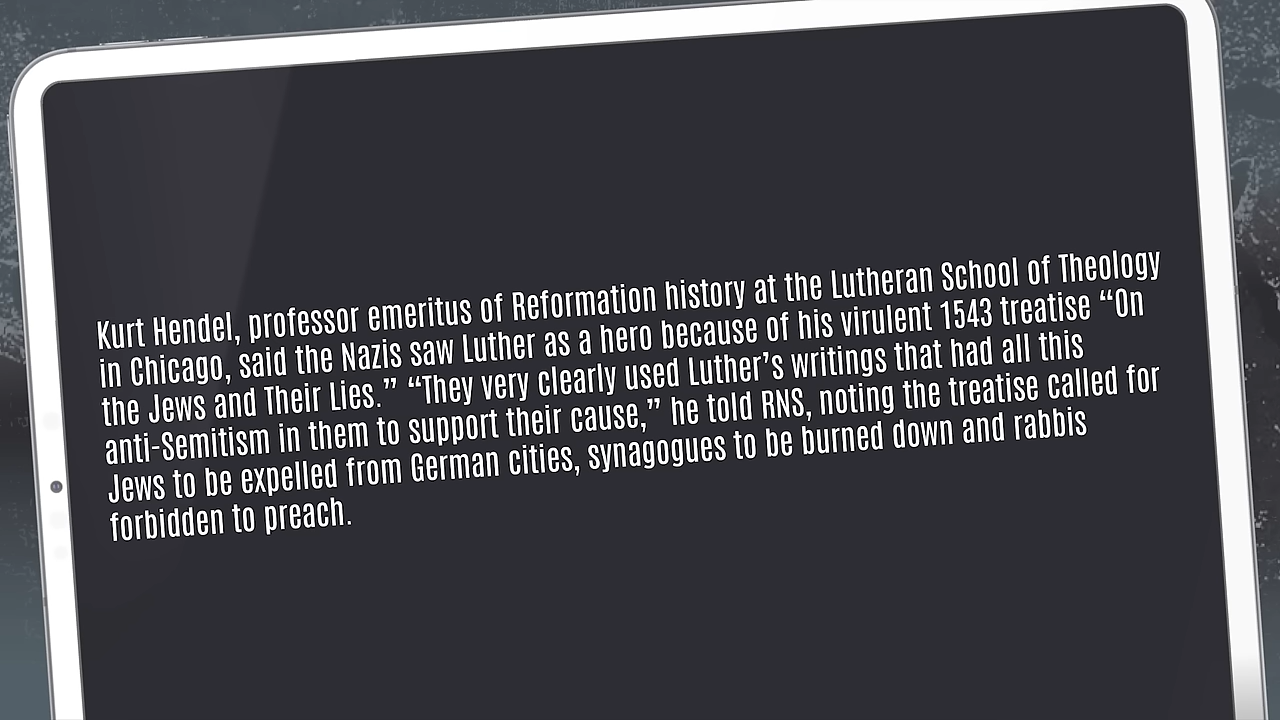 Kurt Hendel, professor emeritus of Reformation history at the Lutheran School of Theology
in Chicago, said the Nazis saw Luther as a hero because of his virulent 1543 treatise “On
the Jews and Their Lies.” “They very clearly used Luther’s writings that had all this
anti-Semitism in them to support their cause,” he told RNS, noting the treatise called for
Jews to be expelled from German cities, synagogues to be burned down and rabbis
forbidden to preach.